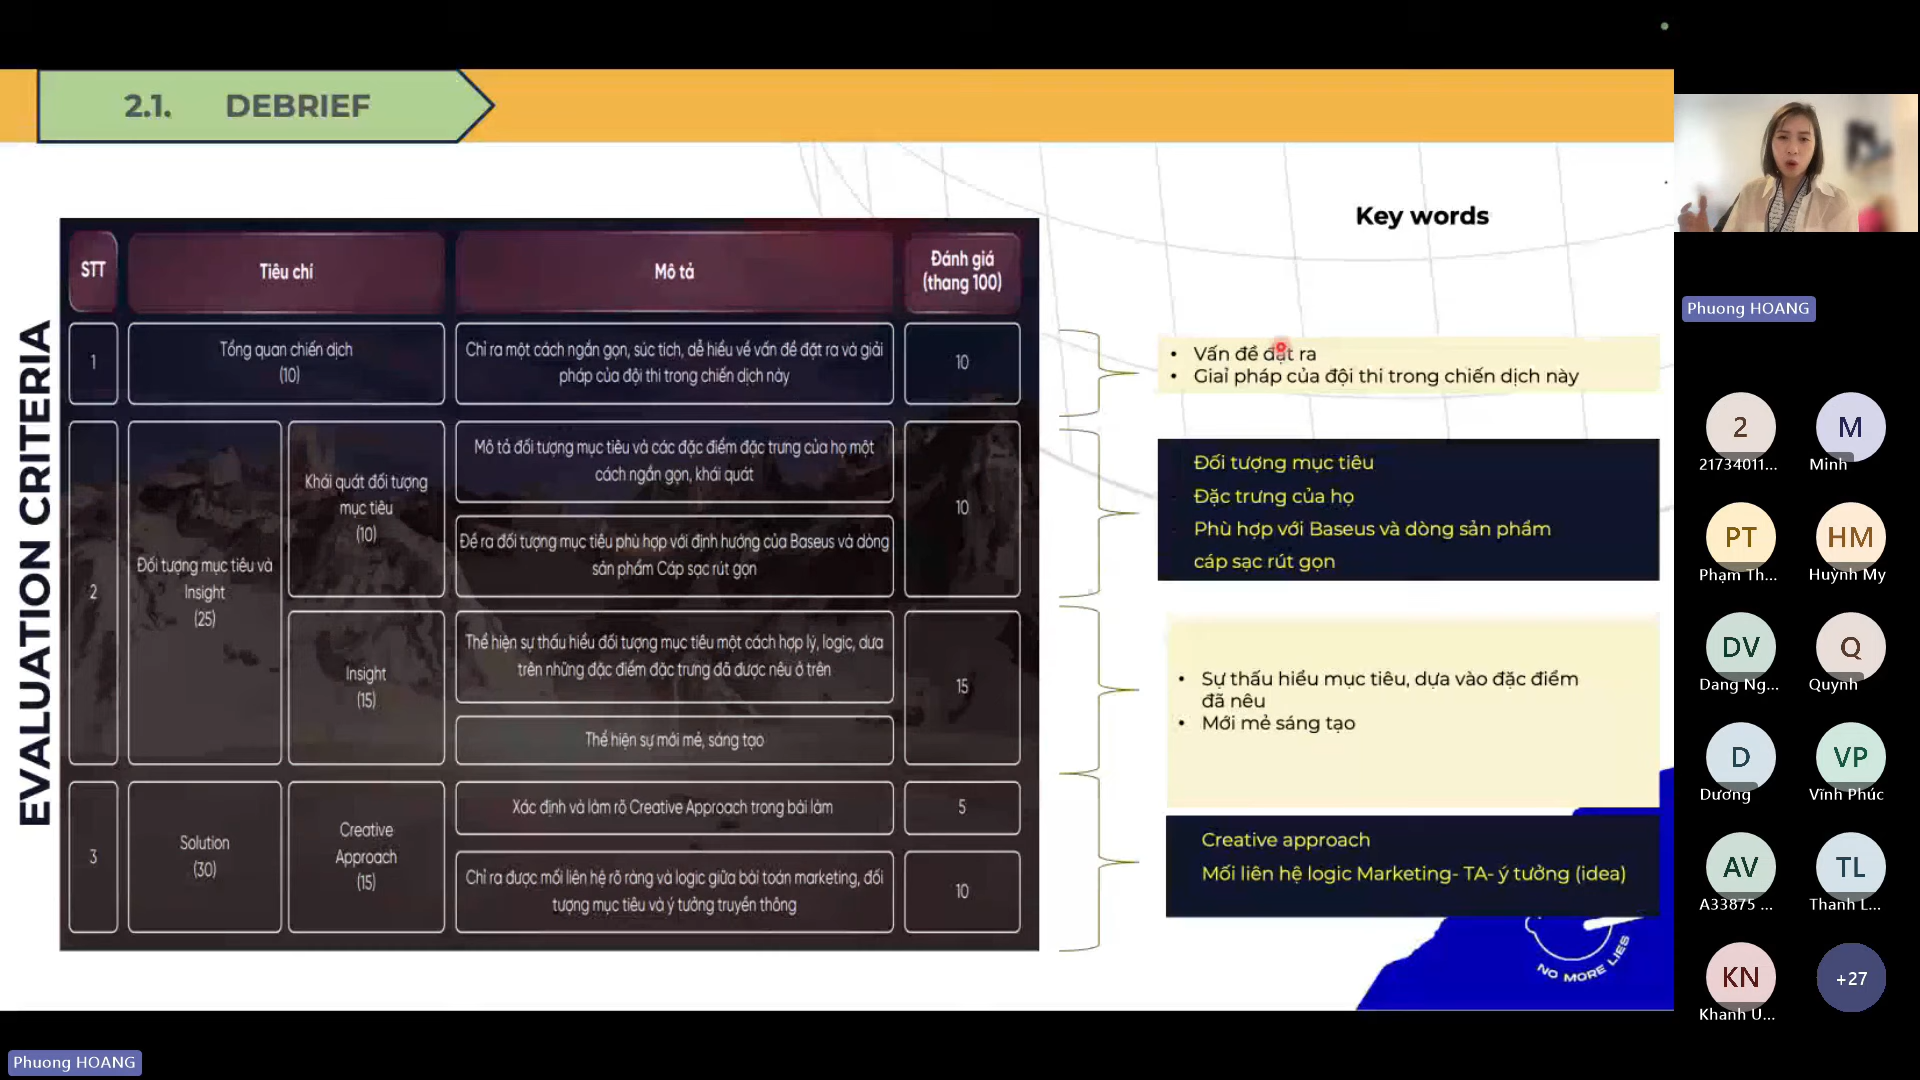 2.1. DEBRIEF
EVALUATION CRITERIA
STT
Tiêu chí
Mô tả
Đánh giá
(thang 100)
1
Tổng quan chiến dịch
(10)
Chỉ ra một cách ngắn gọn, súc tích, dễ hiểu về vấn đề đặt ra và giải
pháp của đội thi trong chiến dịch này
10
2
Đối tượng mục tiêu và
Insight
(25)
Khái quát đối tượng
mục tiêu
(10)
Mô tả đối tượng mục tiêu và các đặc điểm đặc trưng của họ một
cách ngắn gọn, khái quát
Đề ra đối tượng mục tiêu phù hợp với định hướng của Baseus và dòng
sản phẩm Cáp sạc rút gọn
10
Insight
(15)
Thể hiện sự thấu hiểu đối tượng mục tiêu một cách hợp lý, logic, dựa
trên những đặc điểm đặc trưng đã được nêu ở trên
Thể hiện sự mới mẻ, sáng tạo
15
3
Solution
(30)
Creative
Approach
(15)
Xác định và làm rõ Creative Approach trong bài làm
5
Chỉ ra được mối liên hệ rõ ràng và logic giữa bài toán marketing, đối
tượng mục tiêu và ý tưởng truyền thông
10
Key words
• Vấn đề đặt ra
• Giải pháp của đội thi trong chiến dịch này
Đối tượng mục tiêu
Đặc trưng của họ
Phù hợp với Baseus và dòng sản phẩm
cáp sạc rút gọn
• Sự thấu hiểu mục tiêu, dựa vào đặc điểm
đã nêu
• Mới mẻ sáng tạo
Creative approach
Mối liên hệ logic Marketing- TA- ý tưởng (idea)
NO MORE LIES
Phuong HOANG
2
21734011...
M
Minh
PT
Phạm Th...
HM
Huỳnh My
DV
Dang Ng...
Q
Quynh
D
Dương
VP
Vĩnh Phúc
AV
A33875 ...
TL
Thanh L...
KN
Khanh U...
+27
Phuong HOANG